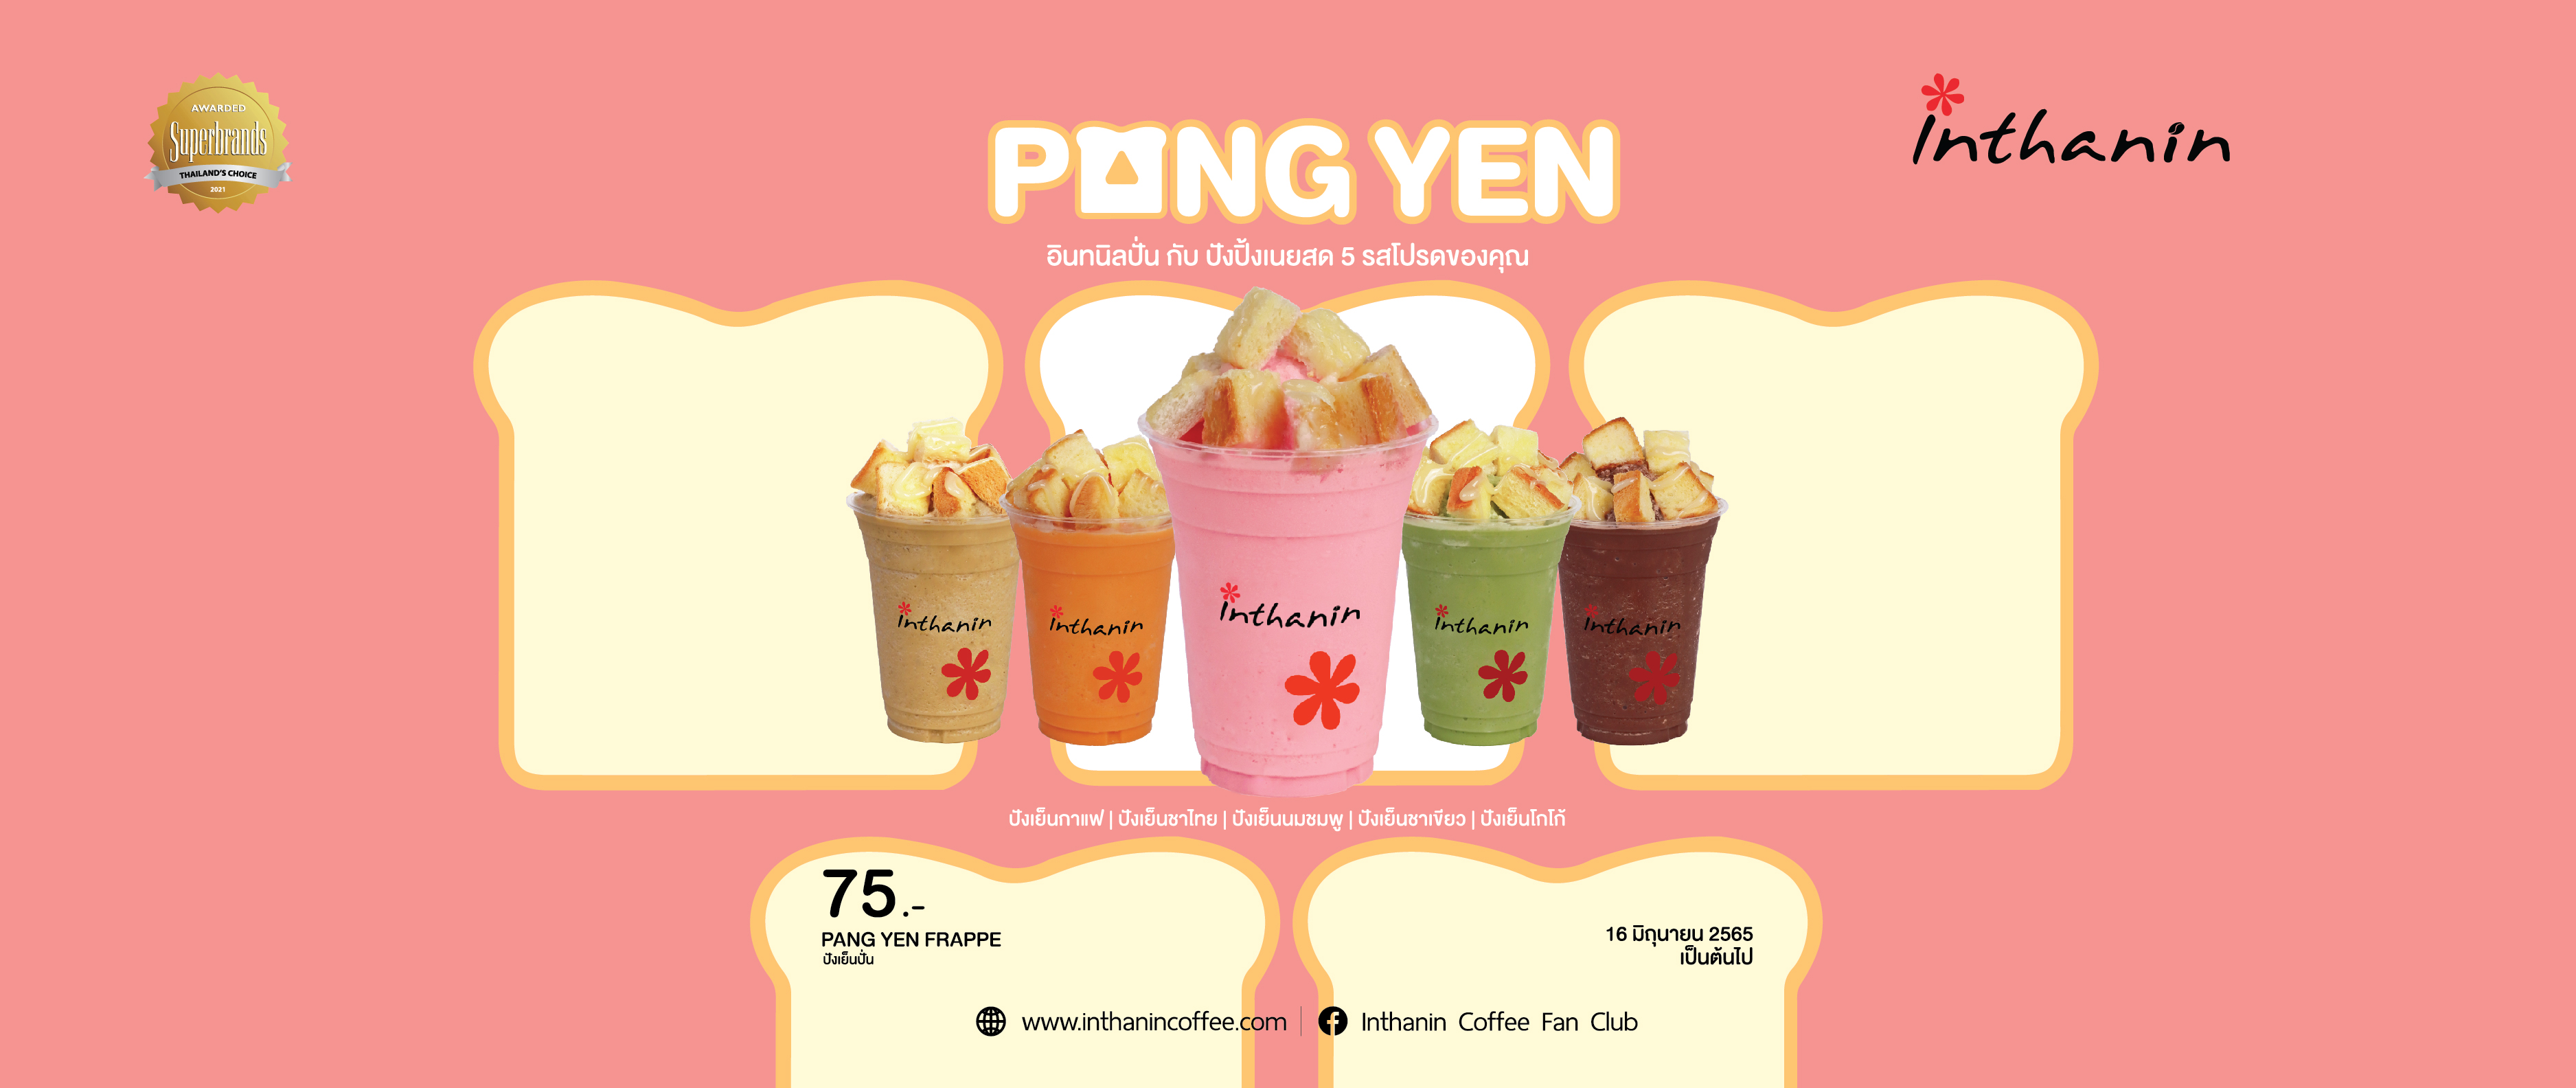 AWARDED
Superbrands
THAILAND'S CHOICE
2021
inthanin
PANG YEN
อินทนิลปั่น กับ ปังปิ้งเนยสด 5 รสโปรดของคุณ
inthanin
inthanin
inthanin
inthanin
inthanin
ปังเย็นกาแฟ | ปังเย็นชาไทย | ปังเย็นนมชมพู | ปังเย็นชาเขียว | ปังเย็นโกโก้
75.-
PANG YEN FRAPPE
ปังเย็นปั่น
16 มิถุนายน 2565
เป็นต้นไป
www.inthanincoffee.com | Inthanin Coffee Fan Club